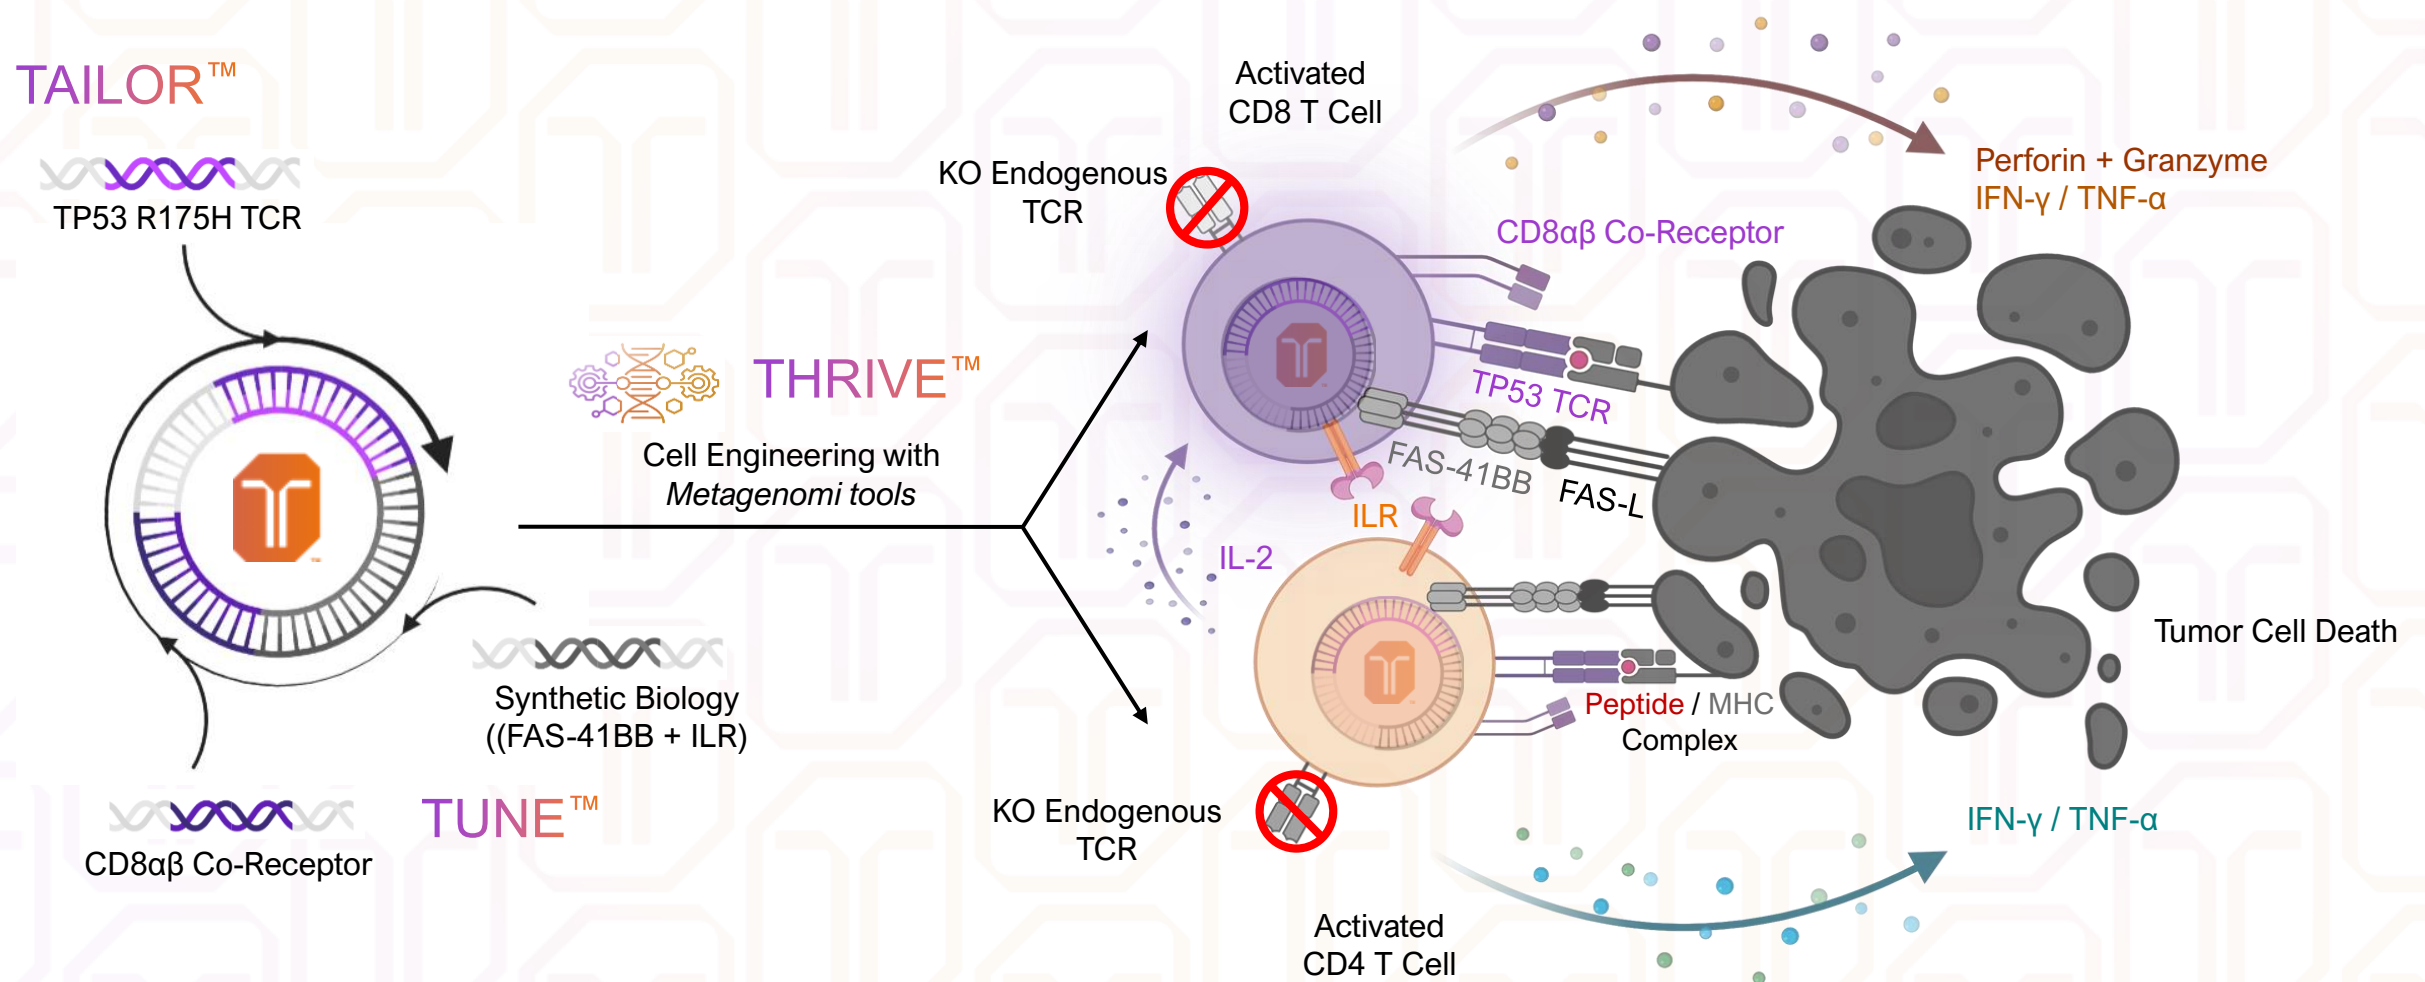 TAILOR™
TP53 R175H TCR
THRIVE™
Cell Engineering with
Metagenomi tools
Synthetic Biology
((FAS-41BB + ILR)
CD8αβ Co-Receptor
TUNE™
Activated
CD8 T Cell
KO Endogenous
TCR
CD8αβ Co-Receptor
TP53 TCR
FAS-41BB
FAS-L
ILR
IL-2
Perforin + Granzyme
IFN-γ / TNF-α
Tumor Cell Death
Peptide / MHC
Complex
KO Endogenous
TCR
IFN-γ / TNF-α
Activated
CD4 T Cell